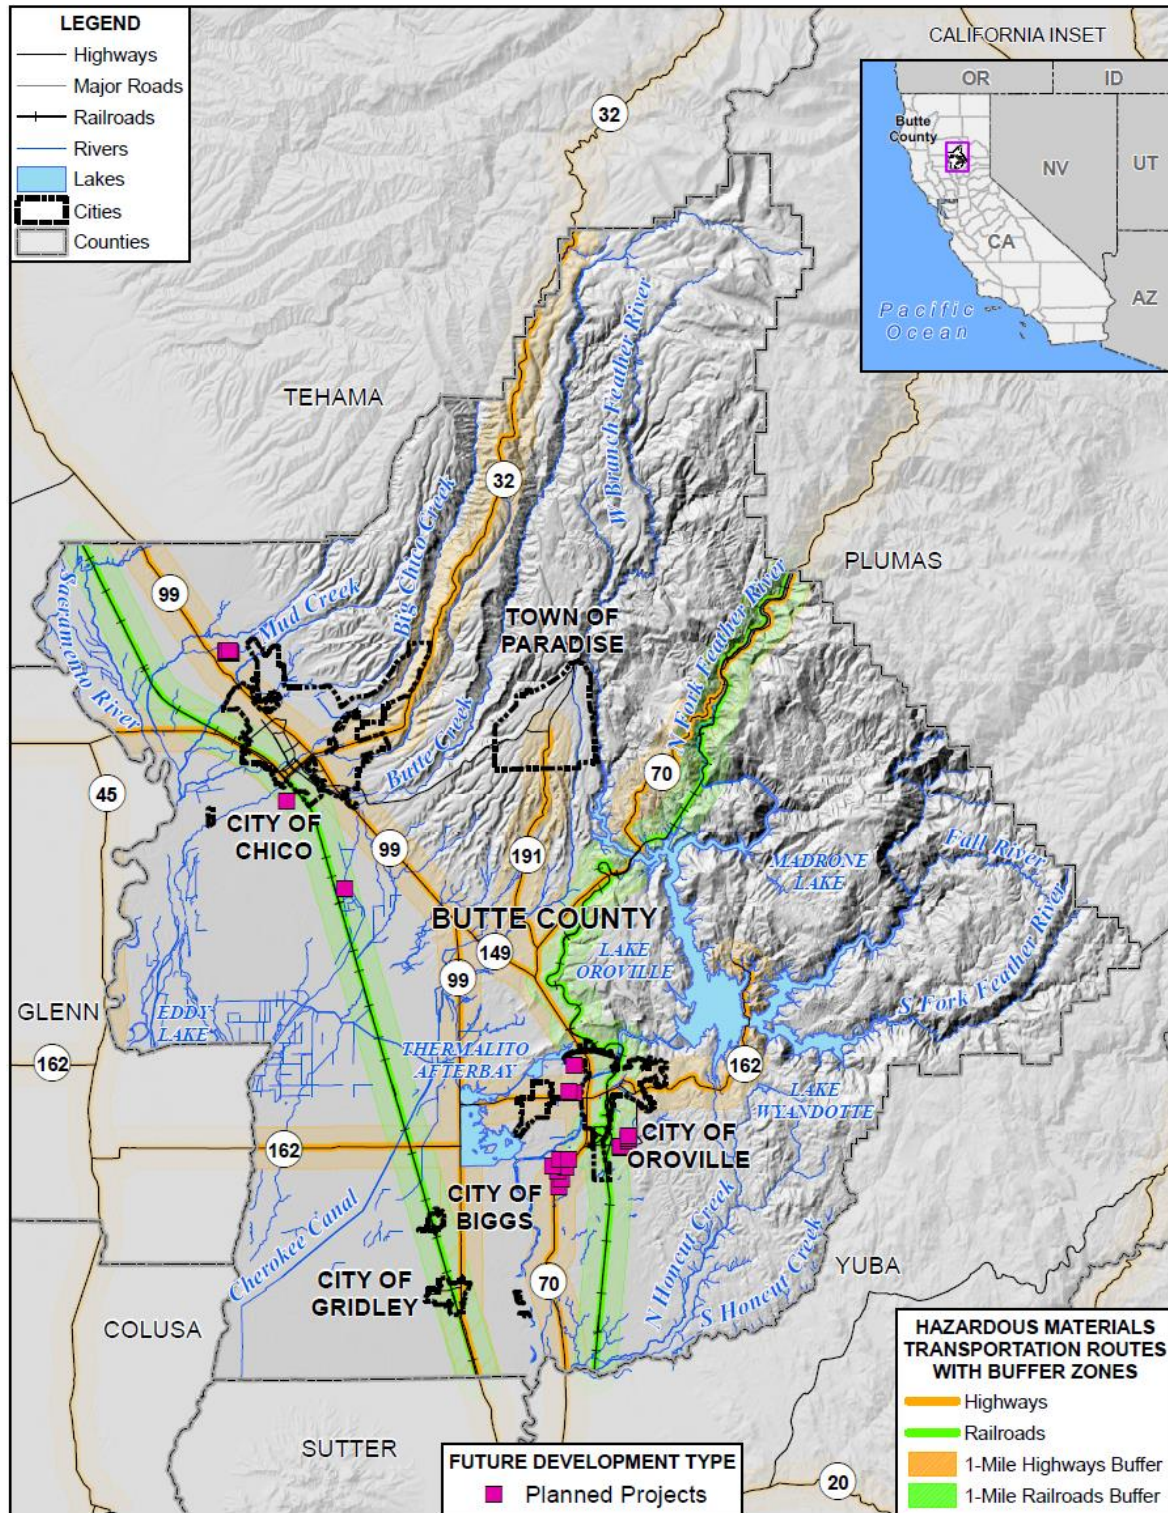 LEGEND
Highways
Major Roads
Railroads
Rivers
Lakes
Cities
Counties
CALIFORNIA INSET
OR
ID
Butte
County
NV
UT
CA
AZ
Pacific
Ocean
32
TEHAMA
W Branch Feather River
32
Big Chico Creek
PLUMAS
99
Mud Creek
Sacramento River
TOWN OF
PARADISE
N Fork Feather River
Butte Creek
70
45
CITY OF
CHICO
99
191
MADRONE
LAKE
Fall River
BUTTE COUNTY
149
LAKE
OROVILLE
99
S Fork Feather River
GLENN
EDDY
LAKE
THERMALITO
AFTERBAY
162
162
LAKE
WYANDOTTE
162
CITY OF
OROVILLE
CITY OF
BIGGS
Cherokee Canal
N Honcut Creek
S Honcut Creek
YUBA
CITY OF
GRIDLEY
70
COLUSA
SUTTER
20
FUTURE DEVELOPMENT TYPE
Planned Projects
HAZARDOUS MATERIALS
TRANSPORTATION ROUTES
WITH BUFFER ZONES
Highways
Railroads
1-Mile Highways Buffer
1-Mile Railroads Buffer